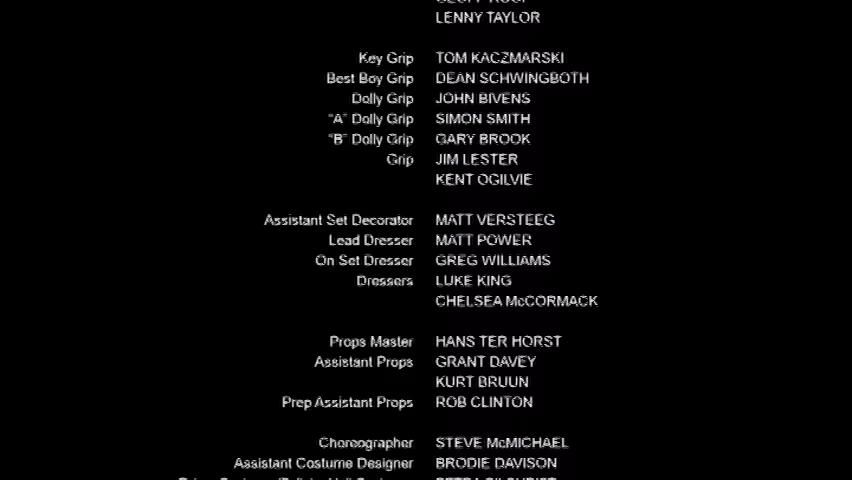 LENNY TAYLOR
Key Grip TOM KACZMARSKI
Best Boy Grip DEAN SCHWINGBOTH
Dolly Grip JOHN BIVENS
"A" Dolly Grip SIMON SMITH
"B" Dolly Grip GARY BROOK
Grip JIM LESTER
KENT OGILVIE
Assistant Set Decorator MATT VERSTEEG
Lead Dresser MATT POWER
On Set Dresser GREG WILLIAMS
Dressers LUKE KING
CHELSEA McCORMACK
Props Master HANS TER HORST
Assistant Props GRANT DAVEY
KURT BRUUN
Prep Assistant Props ROB CLINTON
Choreographer STEVE McMICHAEL
Assistant Costume Designer BRODIE DAVISON